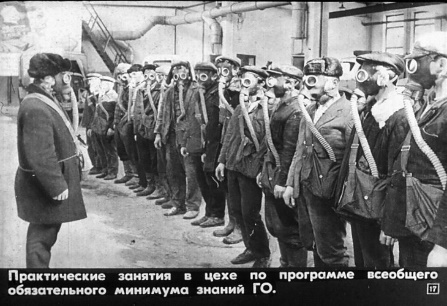 Практические занятия в цехе по программе всеобщего
обязательного минимума знаний ГО.
17